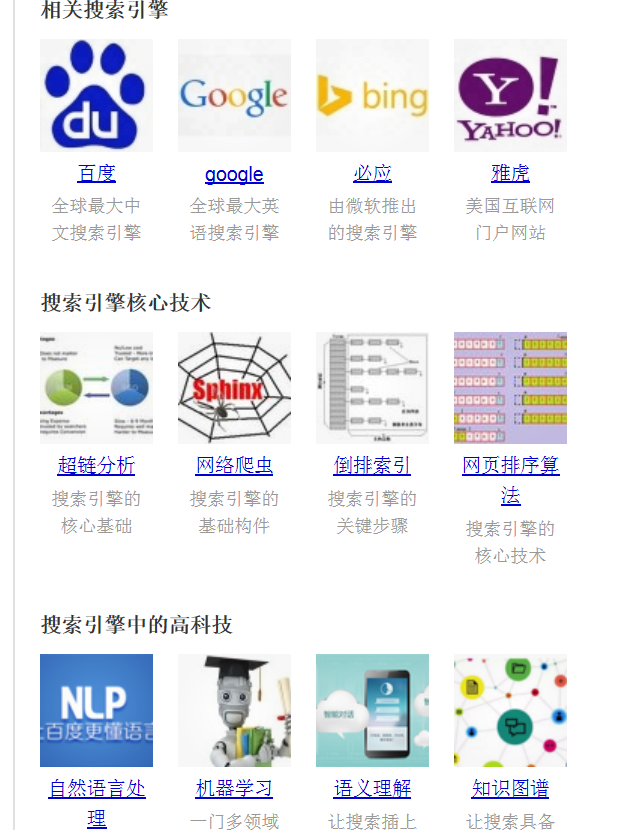 相关搜索引擎
du
Google
bing
Y!
YAHOO!
百度
google
必应
雅虎
全球最大中
文搜索引擎
全球最大英
语搜索引擎
由微软推出
的搜索引擎
美国互联网
门户网站
搜索引擎核心技术
Sphinx
超链分析
网络爬虫
倒排索引
网页排序算
法
搜索引擎的
核心基础
搜索引擎的
基础构件
搜索引擎的
关键步骤
搜索引擎的
核心技术
搜索引擎中的高科技
NLP
让百度更懂语言
智能对话
自然语言处
理
机器学习
语义理解
知识图谱
一门多领域
让搜索插上
让搜索具备